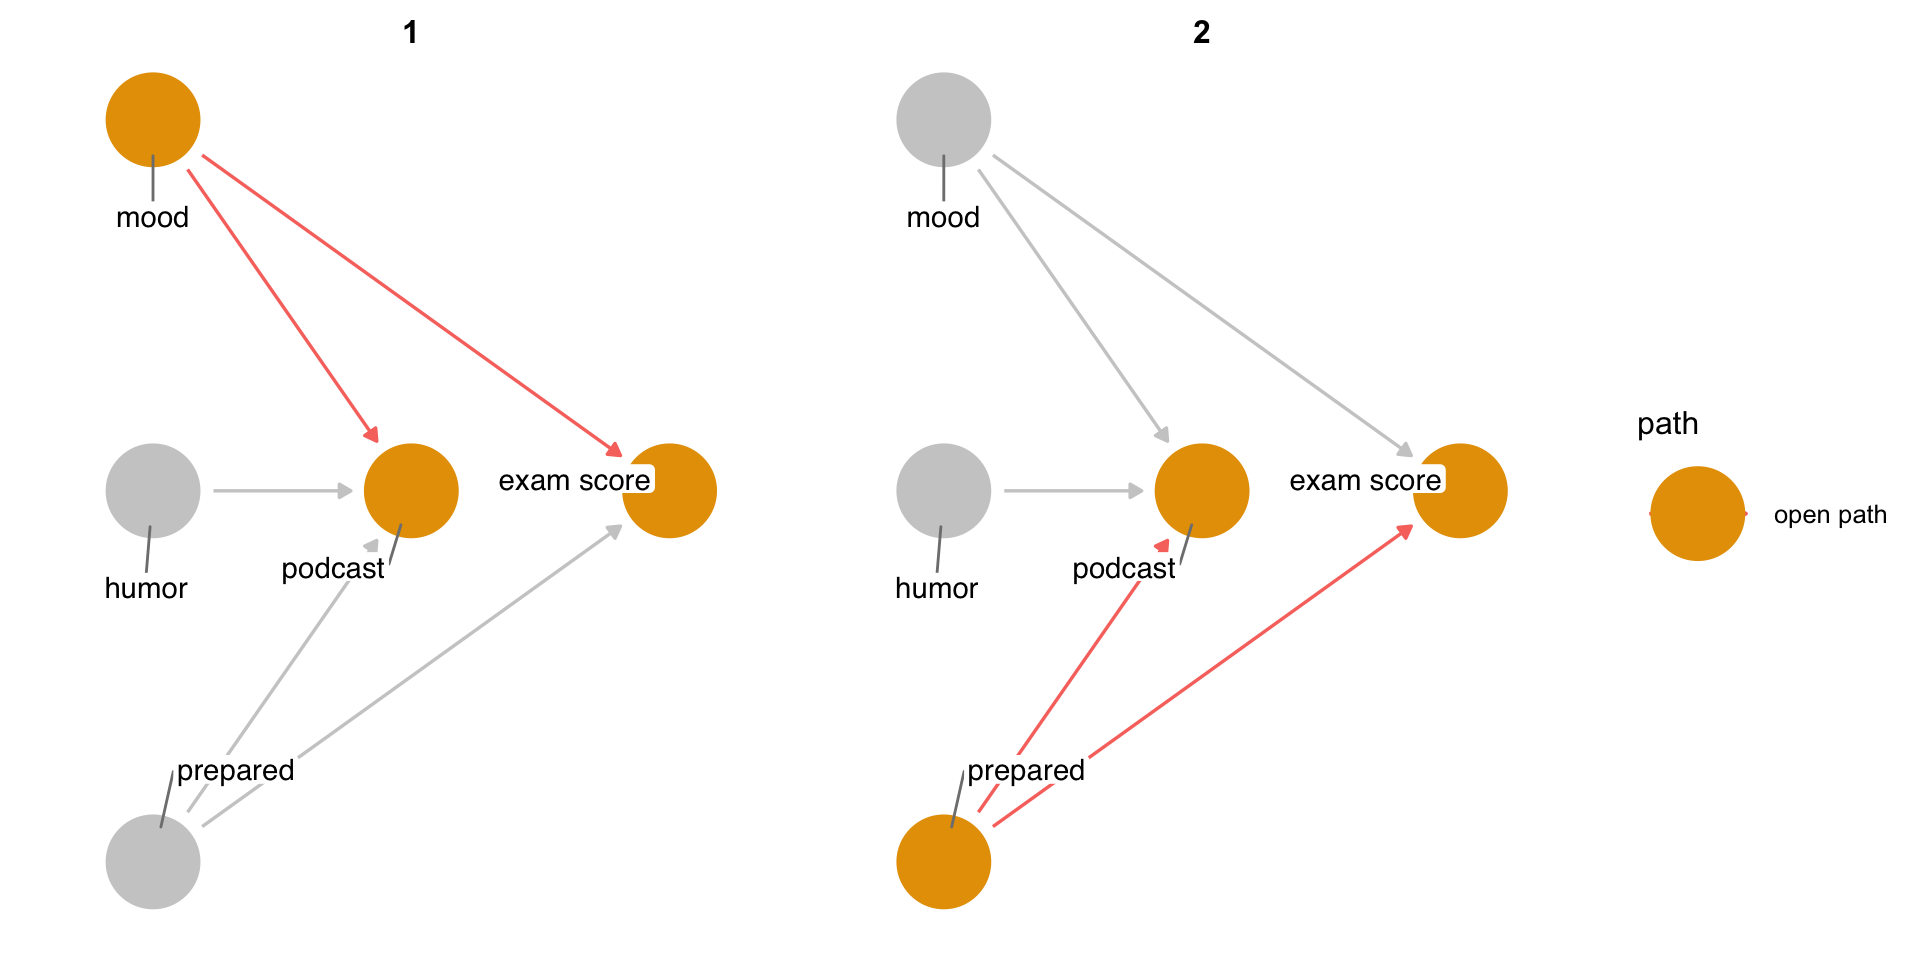 1
mood
humor
exam score
podcast
prepared
2
mood
humor
exam score
podcast
prepared
path
open path